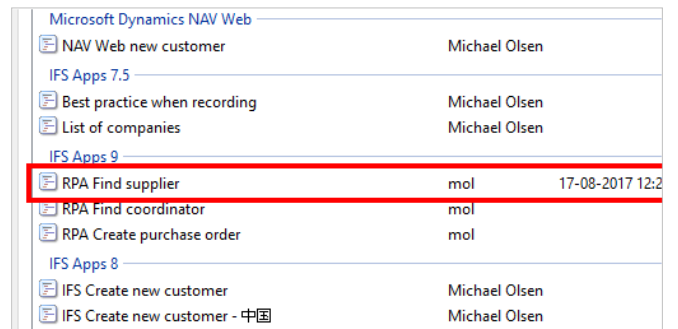 Microsoft Dynamics NAV Web
NAV Web new customer Michael Olsen
IFS Apps 7.5
Best practice when recording Michael Olsen
List of companies Michael Olsen
IFS Apps 9
RPA Find supplier mol 17-08-2017 12:2
RPA Find coordinator mol
RPA Create purchase order mol
IFS Apps 8
IFS Create new customer Michael Olsen
IFS Create new customer - 中国 Michael Olsen